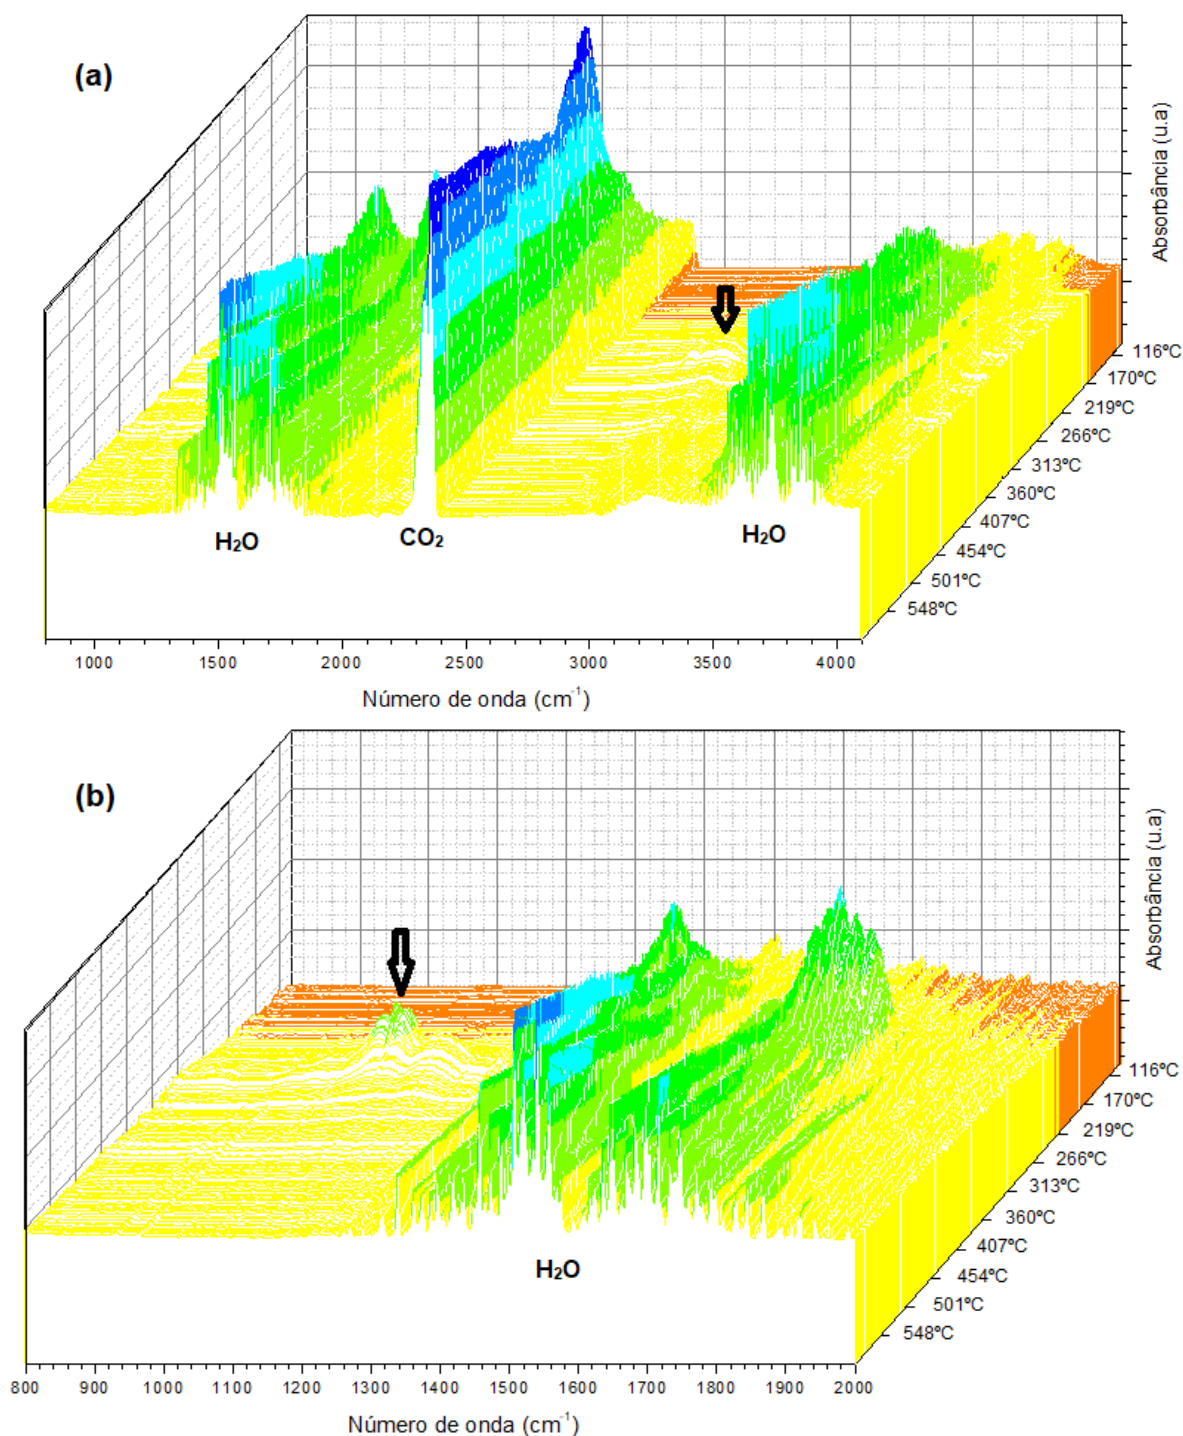 (a)
Absorbância (u.a)
116ºC
170ºC
219ºC
266ºC
313ºC
360ºC
407ºC
454ºC
501ºC
548ºC
H₂O
CO₂
H₂O
1000 1500 2000 2500 3000 3500 4000
Número de onda (cm⁻¹)
(b)
Absorbância (u.a)
116ºC
170ºC
219ºC
266ºC
313ºC
360ºC
407ºC
454ºC
501ºC
548ºC
H₂O
800 900 1000 1100 1200 1300 1400 1500 1600 1700 1800 1900 2000
Número de onda (cm⁻¹)